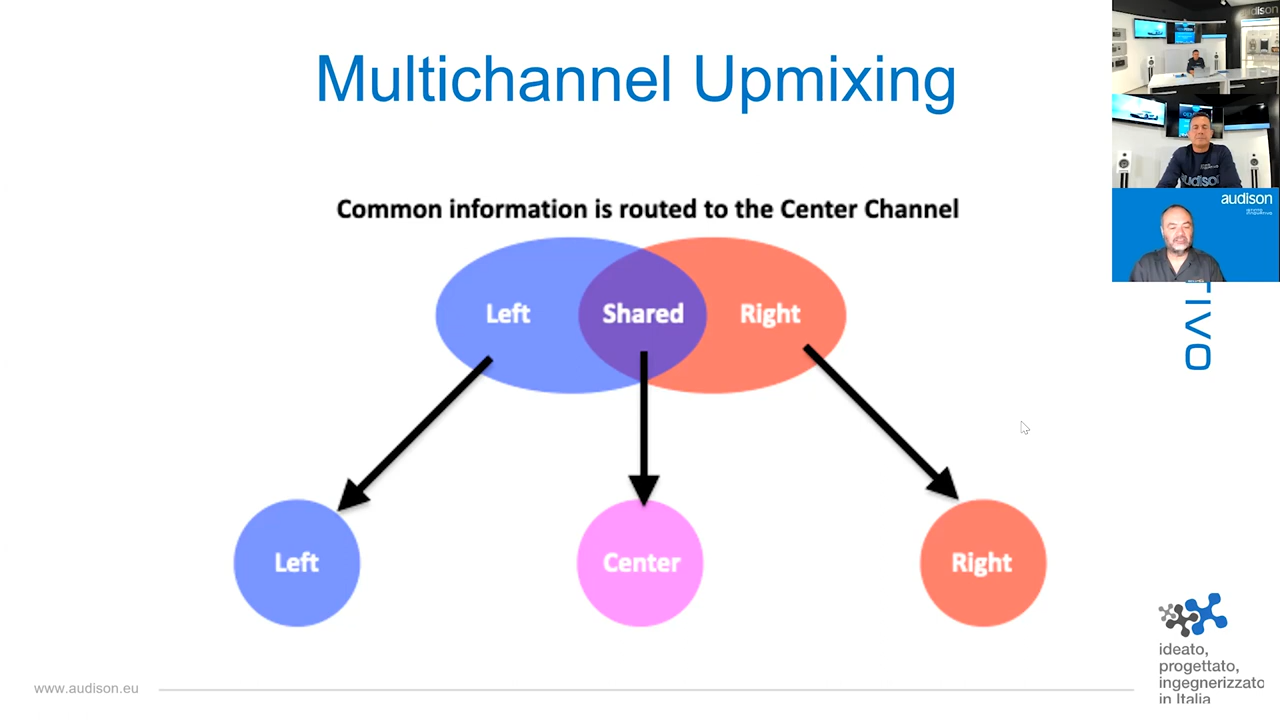 Multichannel Upmixing
Common information is routed to the Center Channel
Left
Shared
Right
Left
Center
Right
www.audison.eu
audison
audison
TIVO
ideato,
progettato,
ingegnerizzato
in Italia